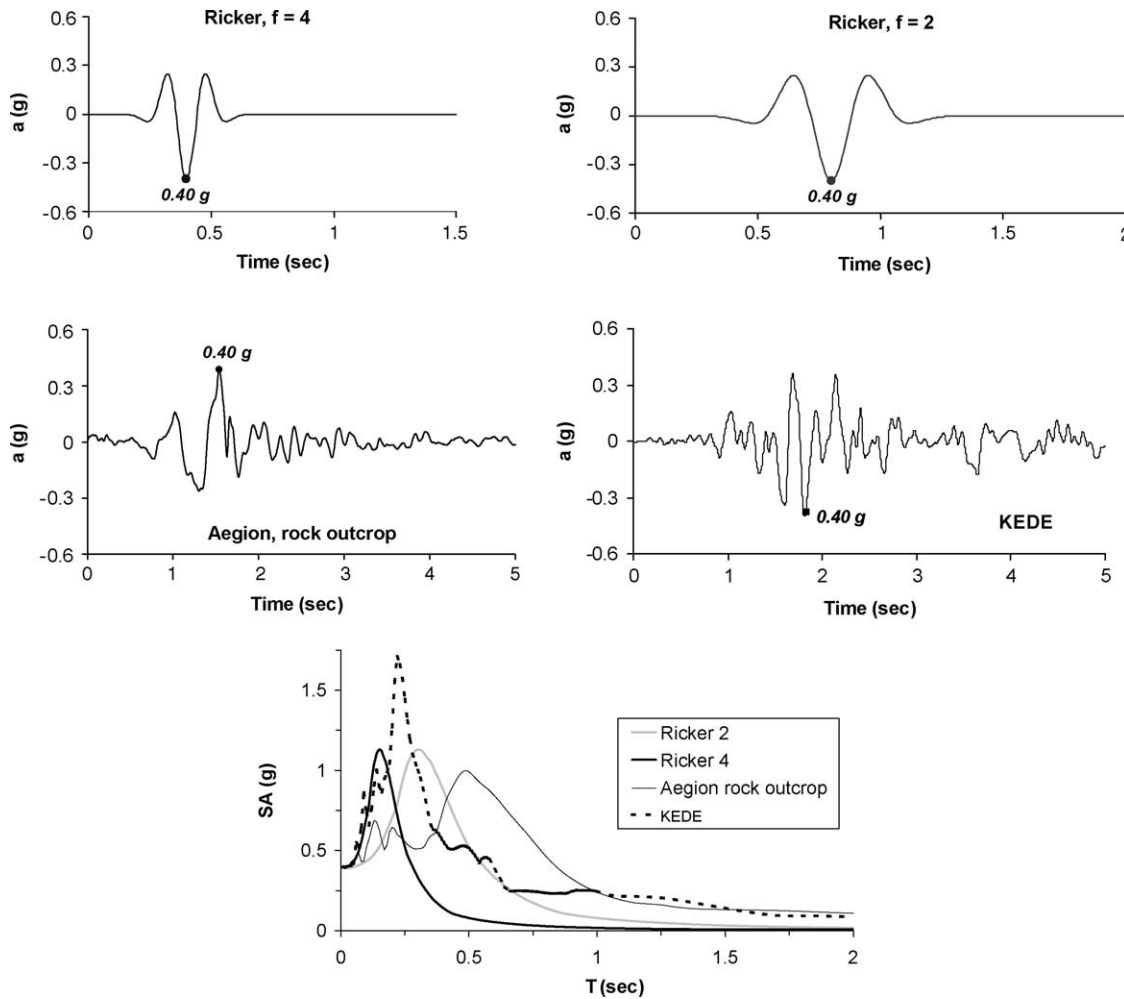 Ricker, f = 4
0.6
0.3
0
-0.3
-0.6
a (g)
0.40 g
0 0.5 1 1.5
Time (sec)
Ricker, f = 2
0.6
0.3
0
-0.3
-0.6
a (g)
0.40 g
0 0.5 1 1.5 2
Time (sec)
0.6
0.3
0
-0.3
-0.6
a (g)
0.40 g
Aegion, rock outcrop
0 1 2 3 4 5
Time (sec)
0.6
0.3
0
-0.3
-0.6
a (g)
0.40 g
KEDE
0 1 2 3 4 5
Time (sec)
1.5
1
0.5
0
SA (g)
Ricker 2
Ricker 4
Aegion rock outcrop
KEDE
0 0.5 1 1.5 2
T (sec)